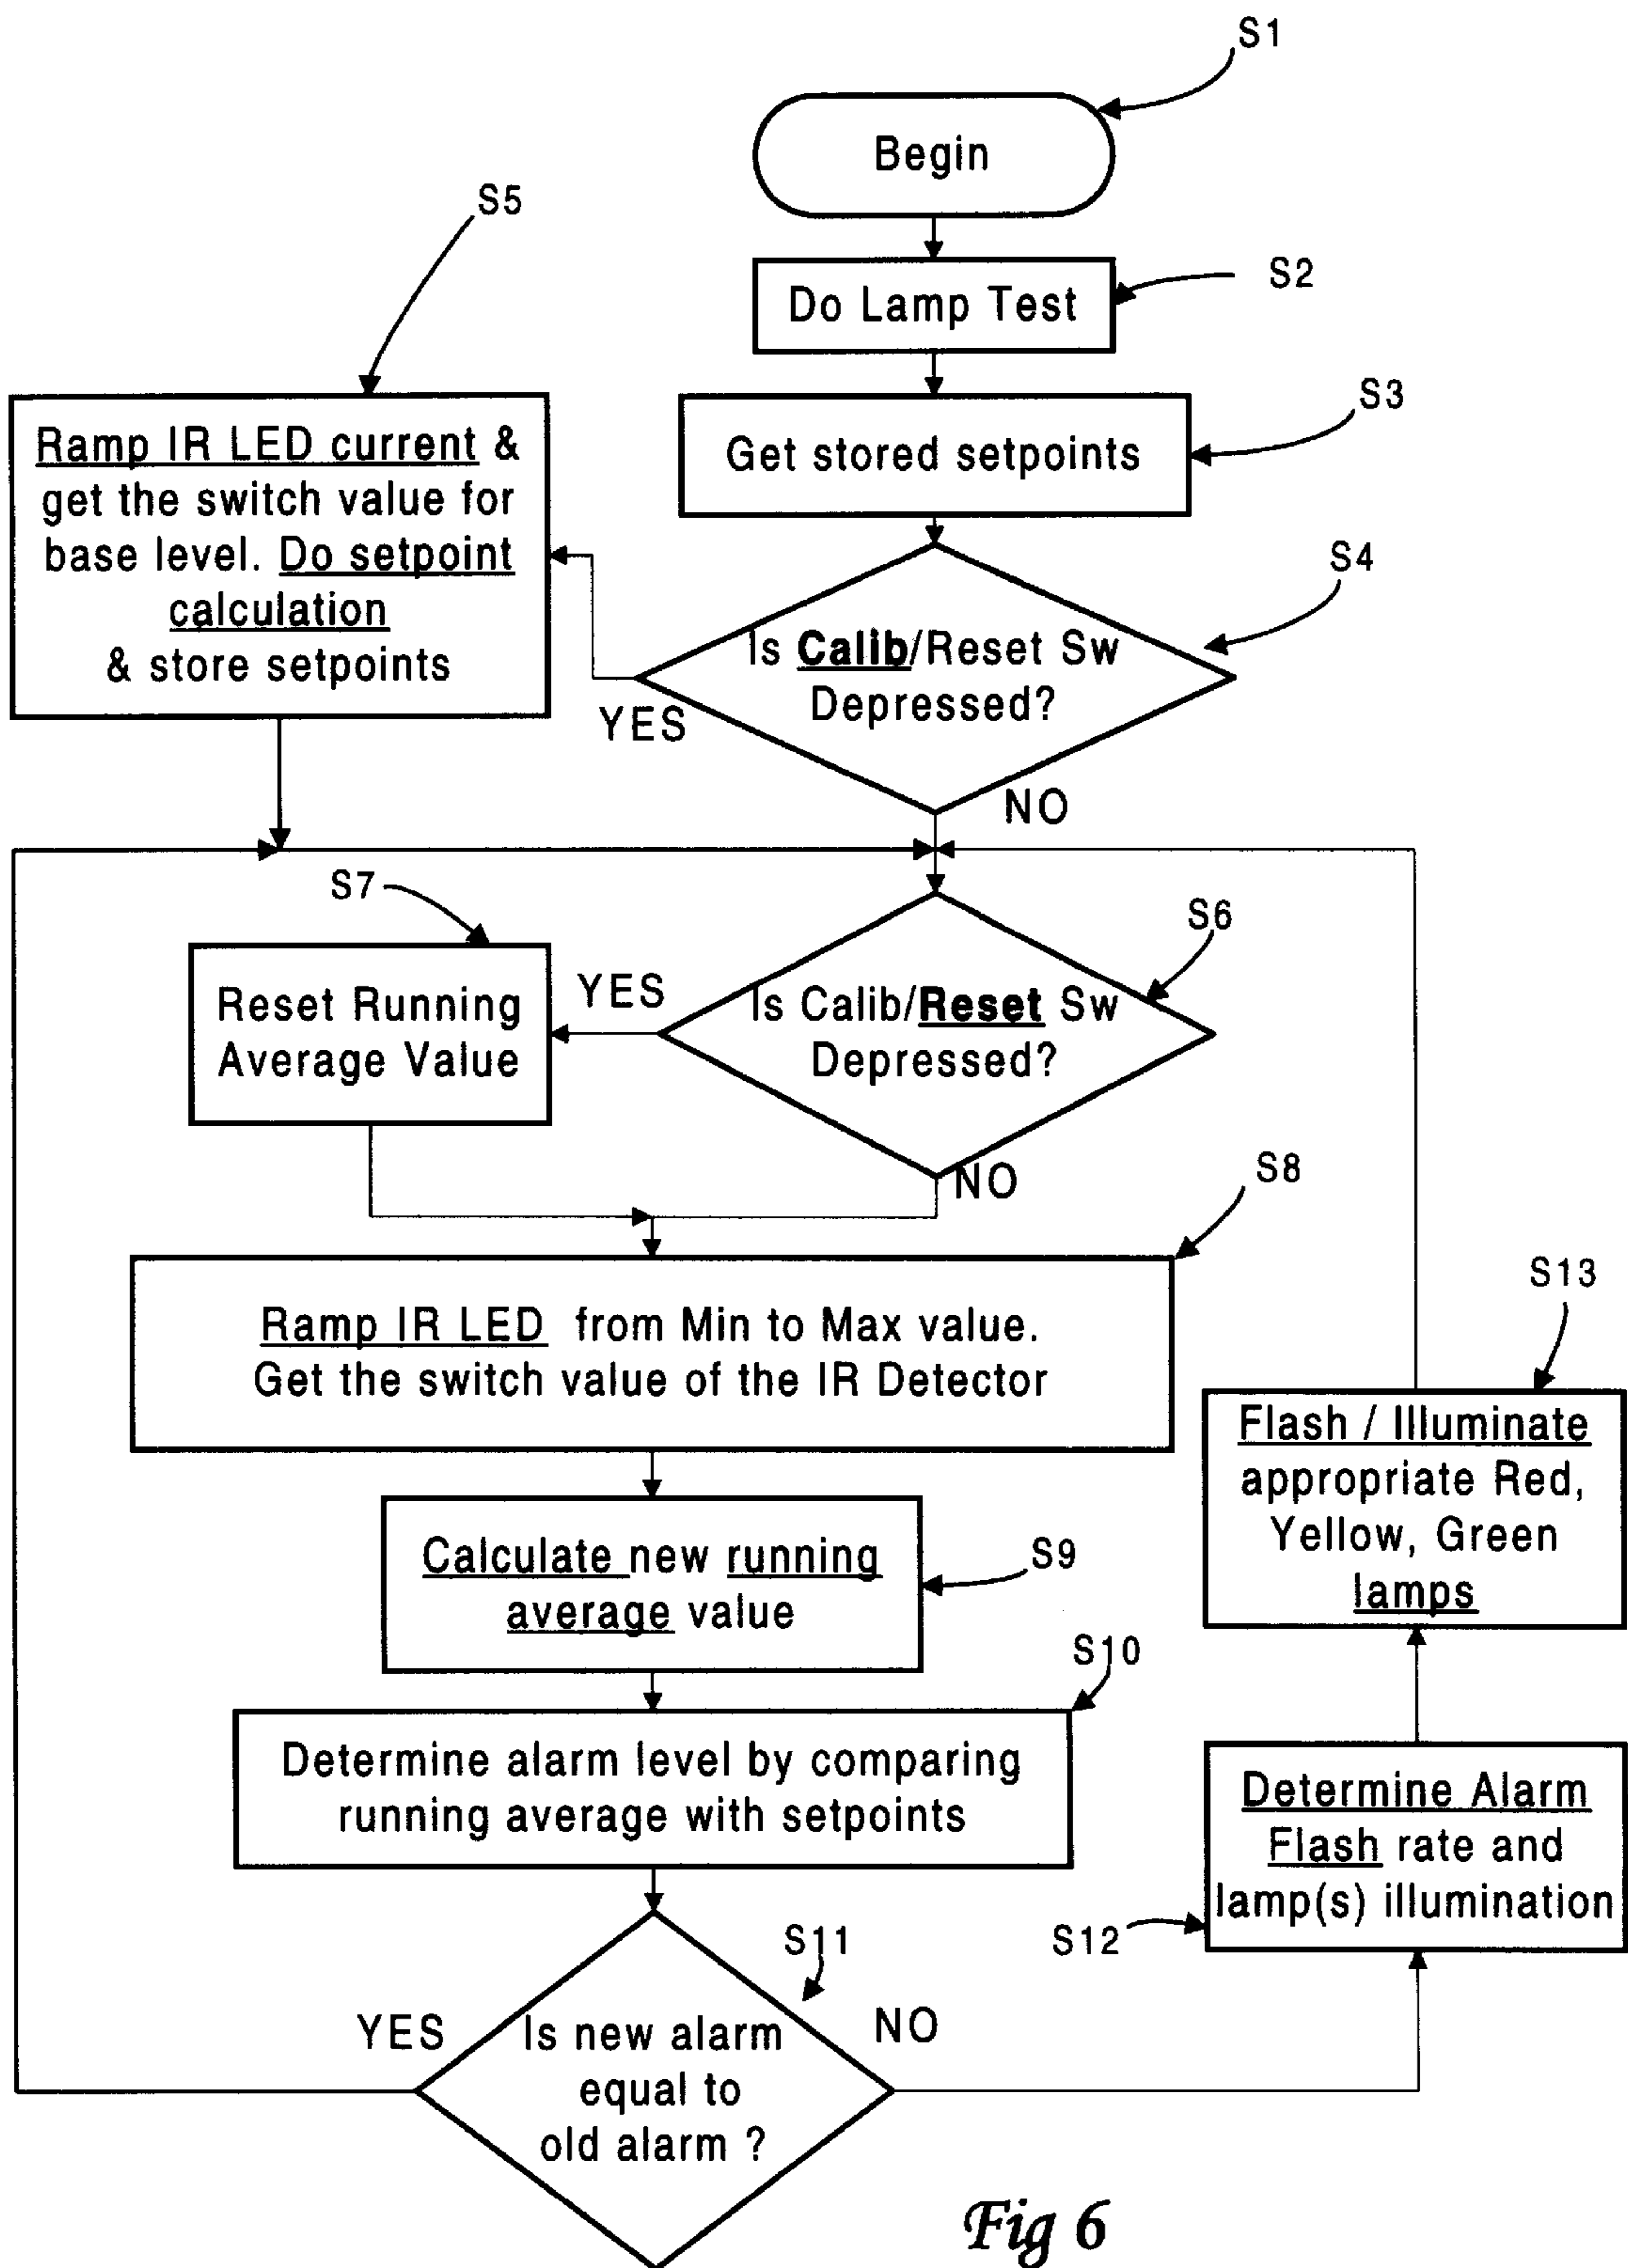 S1
Begin
S2
Do Lamp Test
S3
Get stored setpoints
S4
Is Calib/Reset Sw
Depressed?
YES
NO
S5
Ramp IR LED current &
get the switch value for
base level. Do setpoint
calculation
& store setpoints
S6
Is Calib/Reset Sw
Depressed?
YES
NO
S7
Reset Running
Average Value
S8
Ramp IR LED from Min to Max value.
Get the switch value of the IR Detector
S9
Calculate new running
average value
S10
Determine alarm level by comparing
running average with setpoints
S11
Is new alarm
equal to
old alarm ?
YES
NO
S12
Determine Alarm
Flash rate and
lamp(s) illumination
S13
Flash / Illuminate
appropriate Red,
Yellow, Green
lamps
Fig 6